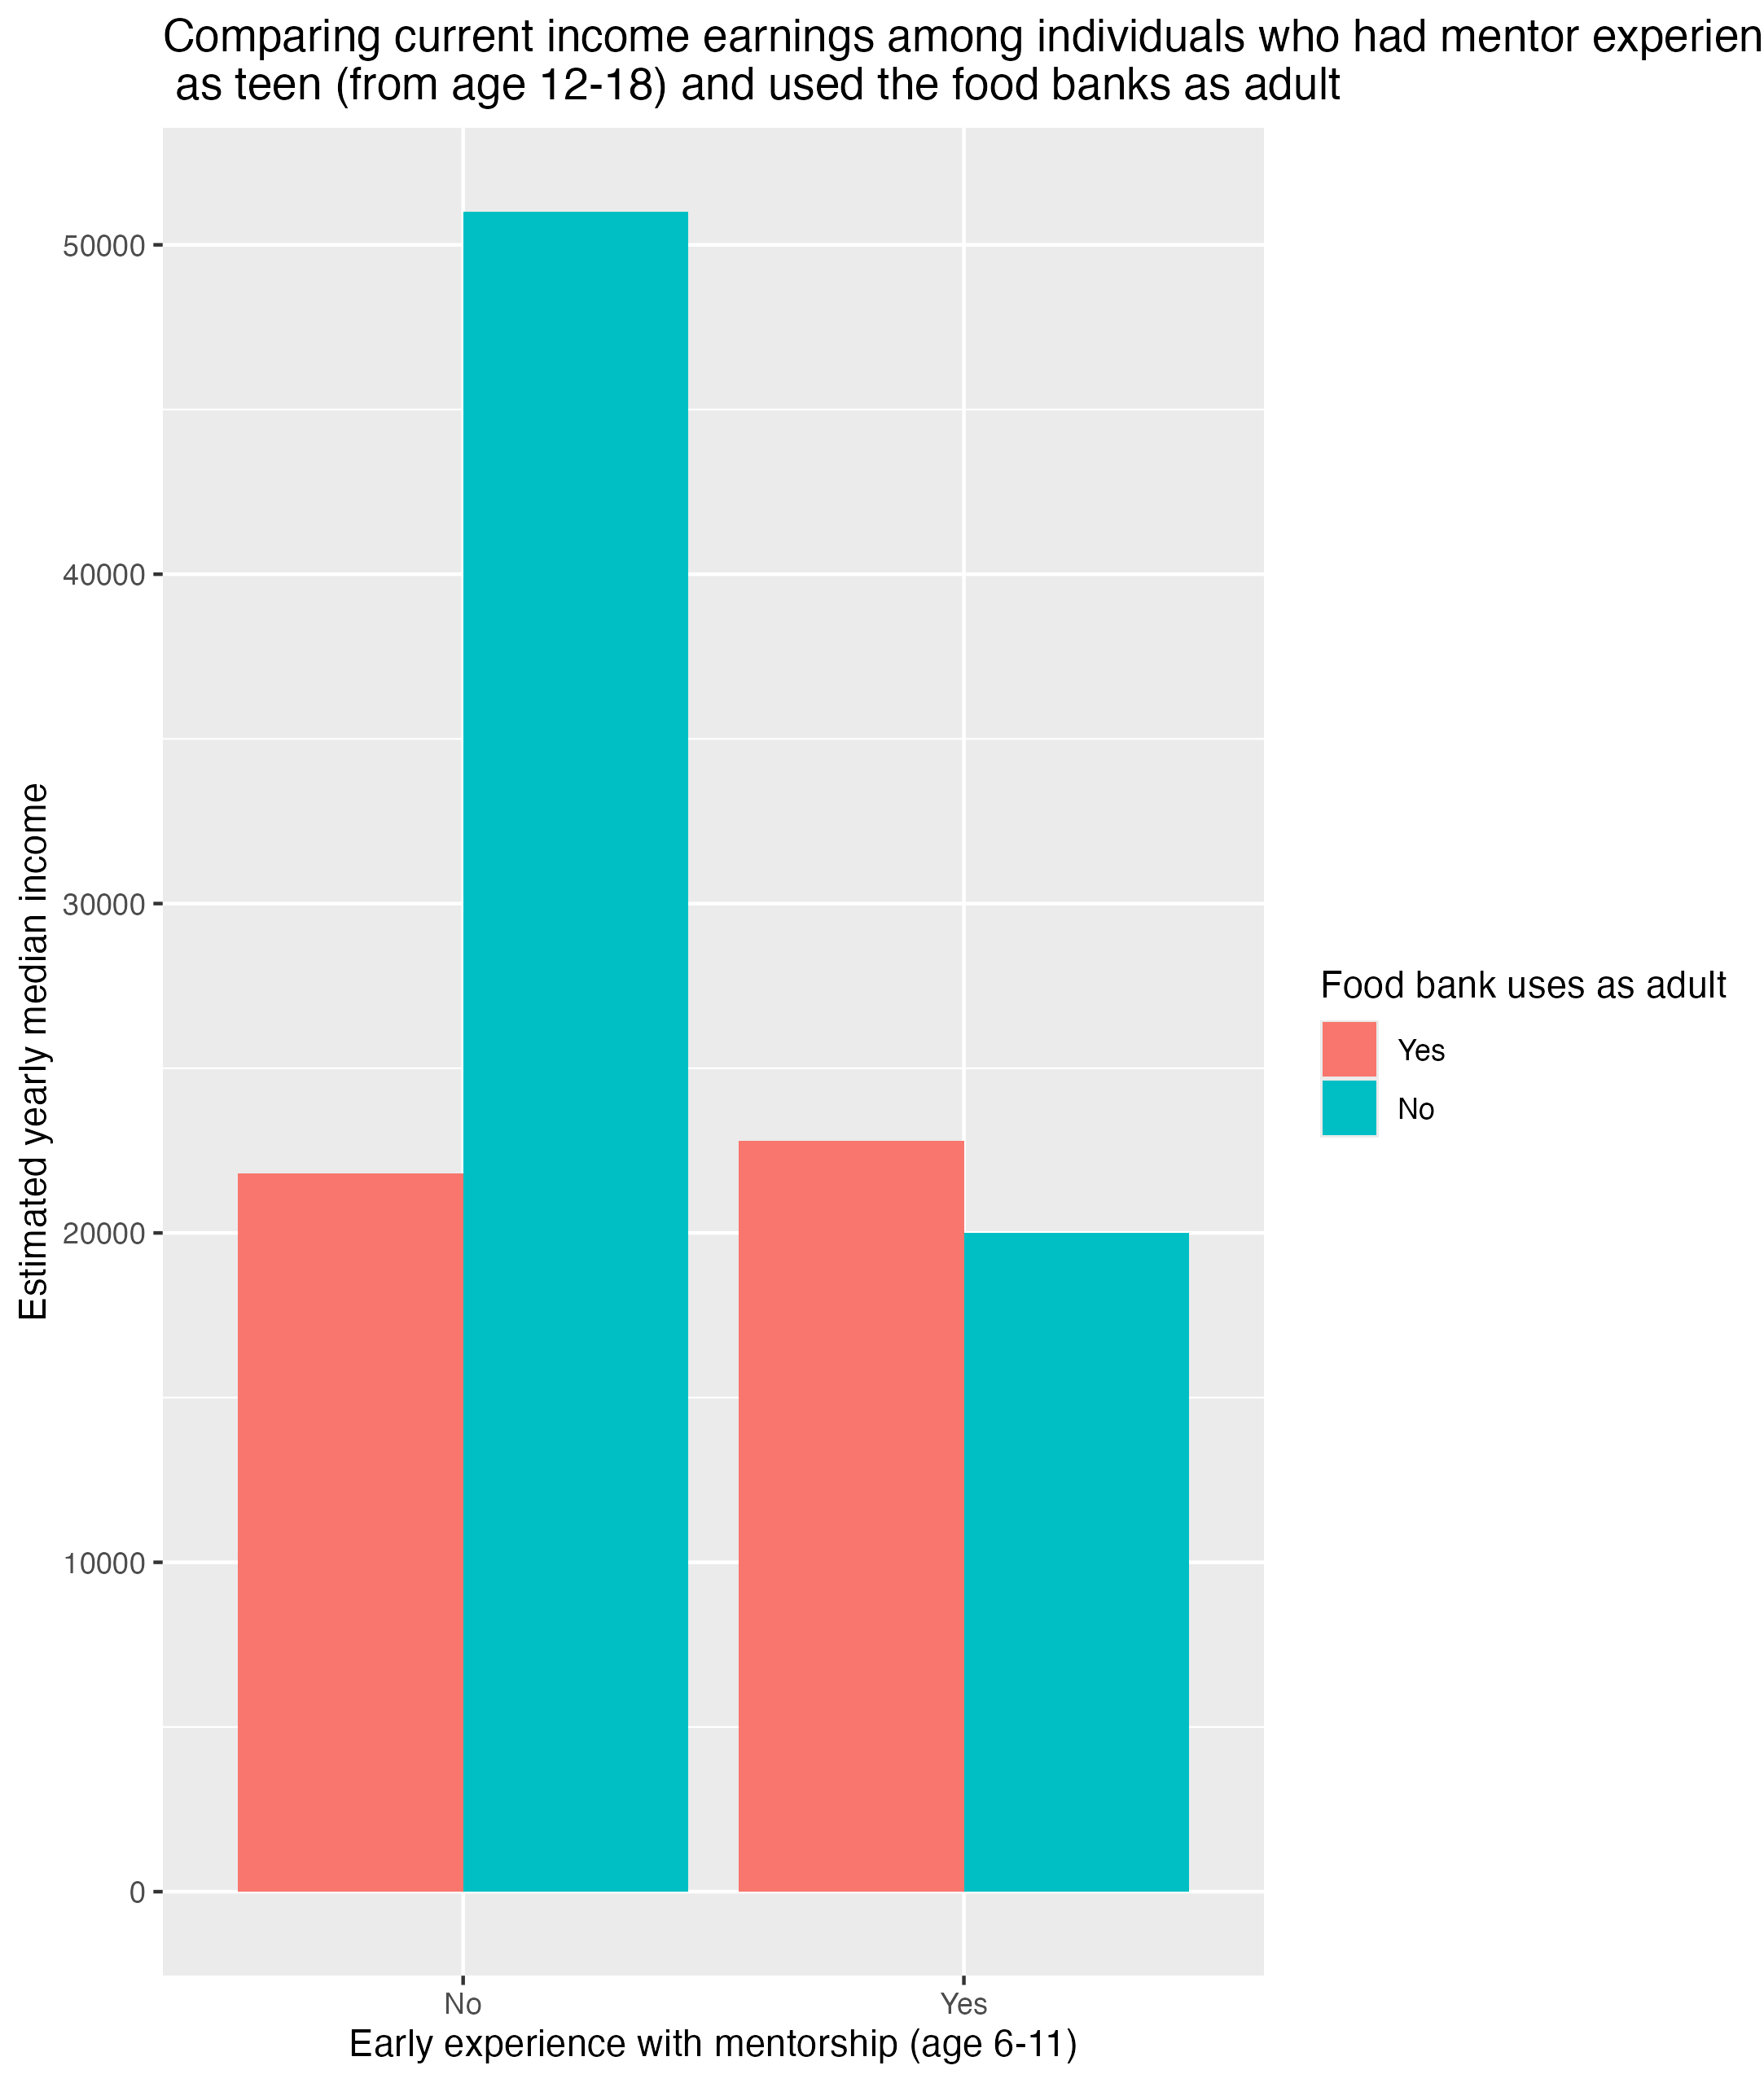 Comparing current income earnings among individuals who had mentor experien
as teen (from age 12-18) and used the food banks as adult
50000
40000
30000
20000
10000
0
Estimated yearly median income
No
Yes
Early experience with mentorship (age 6-11)
Food bank uses as adult
Yes
No